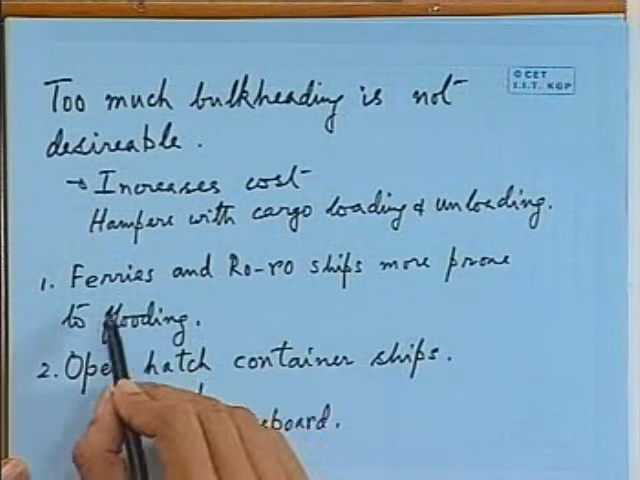 © CET
I.I.T. KGP
Too much bulkheading is not
desireable.
→ Increases cost
Hampers with cargo loading & unloading.
1. Ferries and Ro-ro ships more prone
to flooding.
2. Open hatch container ships.